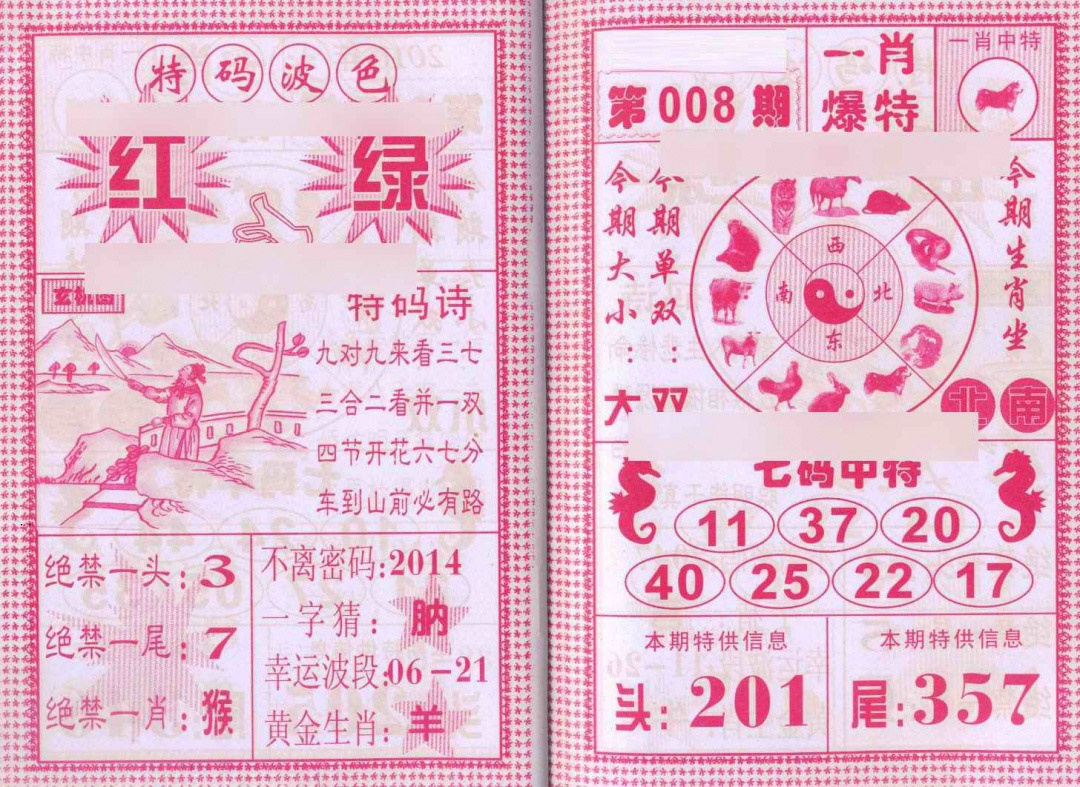 特码波色
红 绿
玄机图
特码诗
九对九来看三七
三合二看并一双
四节开花六七分
车到山前必有路
绝禁一头:3
绝禁一尾:7
绝禁一肖:猴
不离密码:2014
一字猜:肭
幸运波段:06-21
黄金生肖:羊
第008期
一肖
爆特
一肖中特
今期大小:大
今期单双:双
西
南 北
东
今期生肖坐
北 南
七码中特
11 37 20
40 25 22 17
本期特供信息
头:201
本期特供信息
尾:357